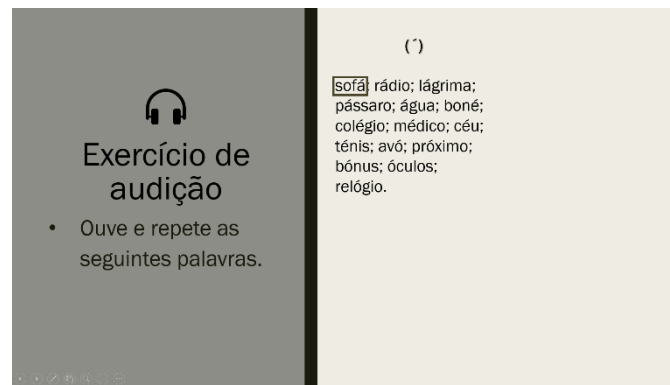 Exercício de
audição
• Ouve e repete as
seguintes palavras.
(´)
sofá; rádio; lágrima;
pássaro; água; boné;
colégio; médico; céu;
ténis; avó; próximo;
bónus; óculos;
relógio.